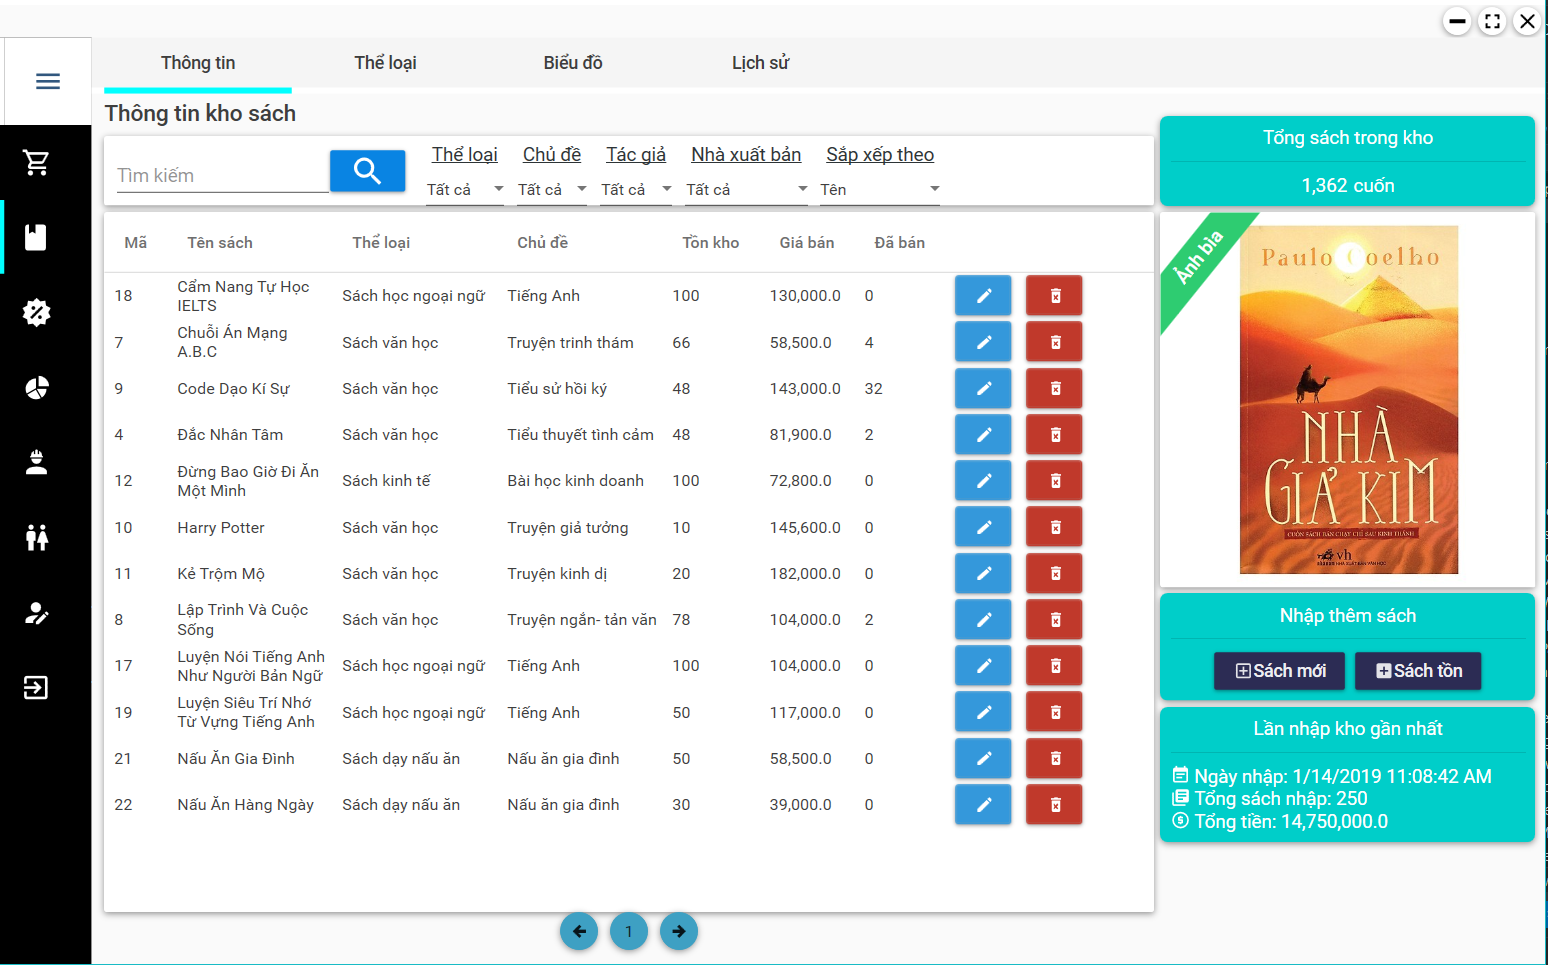 Thông tin
Thể loại
Biểu đồ
Lịch sử
Thông tin kho sách
Tìm kiếm
Thể loại
Chủ đề
Tác giả
Nhà xuất bản
Sắp xếp theo
Tất cả
Tất cả
Tất cả
Tất cả
Tên
Mã Tên sách Thể loại Chủ đề Tồn kho Giá bán Đã bán
18 Cẩm Nang Tự Học IELTS Sách học ngoại ngữ Tiếng Anh 100 130,000.0 0
7 Chuỗi Án Mạng A.B.C Sách văn học Truyện trinh thám 66 58,500.0 4
9 Code Dạo Kí Sự Sách văn học Tiểu sử hồi ký 48 143,000.0 32
4 Đắc Nhân Tâm Sách văn học Tiểu thuyết tình cảm 48 81,900.0 2
12 Đừng Bao Giờ Đi Ăn Một Mình Sách kinh tế Bài học kinh doanh 100 72,800.0 0
10 Harry Potter Sách văn học Truyện giả tưởng 10 145,600.0 0
11 Kẻ Trộm Mộ Sách văn học Truyện kinh dị 20 182,000.0 0
8 Lập Trình Và Cuộc Sống Sách văn học Truyện ngắn- tản văn 78 104,000.0 2
17 Luyện Nói Tiếng Anh Như Người Bản Ngữ Sách học ngoại ngữ Tiếng Anh 100 104,000.0 0
19 Luyện Siêu Trí Nhớ Từ Vựng Tiếng Anh Sách học ngoại ngữ Tiếng Anh 50 117,000.0 0
21 Nấu Ăn Gia Đình Sách dạy nấu ăn Nấu ăn gia đình 50 58,500.0 0
22 Nấu Ăn Hàng Ngày Sách dạy nấu ăn Nấu ăn gia đình 30 39,000.0 0
1
Tổng sách trong kho
1,362 cuốn
Ảnh bìa
Paulo Coelho
NHÀ
GIẢ KIM
CUỐN SÁCH BÁN CHẠY CHỈ SAU KINH THÁNH
vh
Nhập thêm sách
Sách mới
Sách tồn
Lần nhập kho gần nhất
Ngày nhập: 1/14/2019 11:08:42 AM
Tổng sách nhập: 250
Tổng tiền: 14,750,000.0